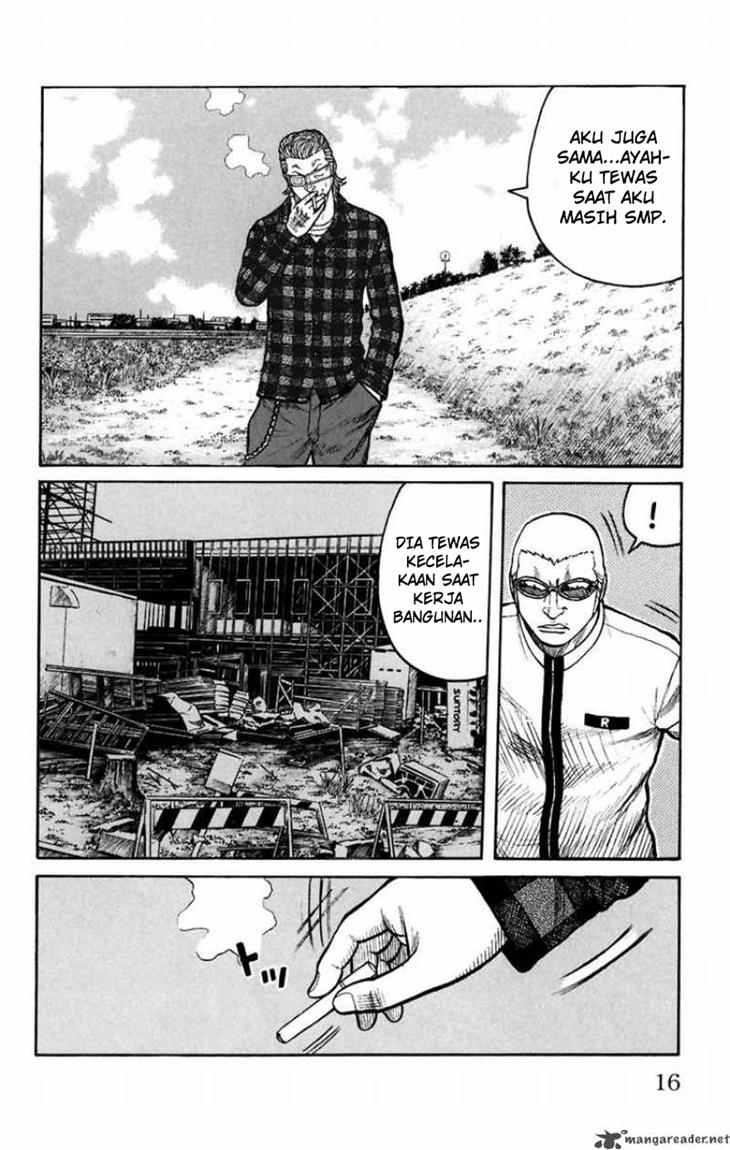 AKU JUGA
SAMA...AYAH-
KU TEWAS
SAAT AKU
MASIH SMP.
!
R
DIA TEWAS
KECELA-
KAAN SAAT
KERJA
BANGUNAN..
SUNTORY
トッ
16
mangareader.net